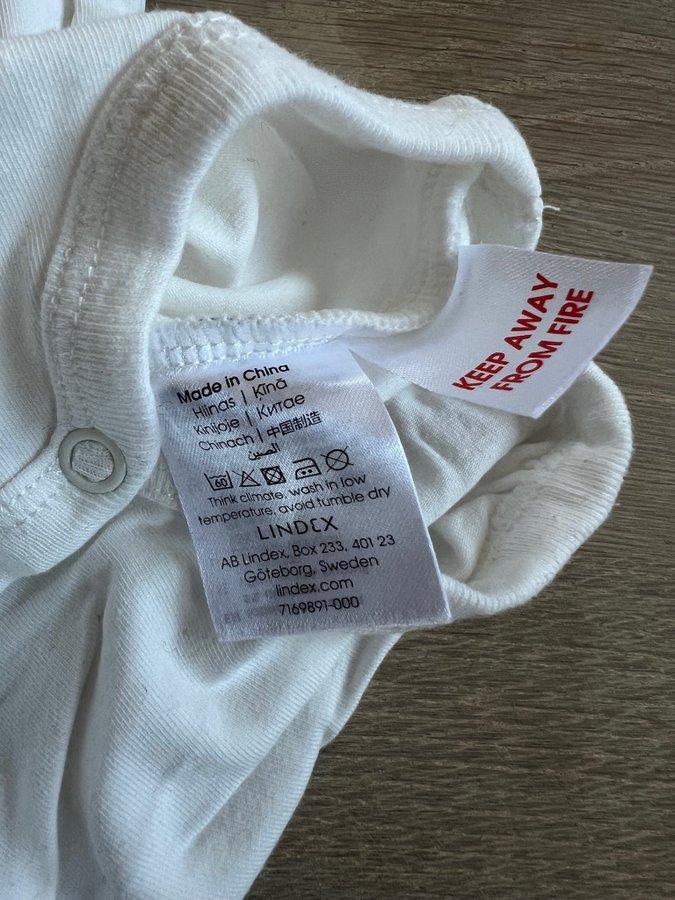 Made in China
Hiinas | Ķīnā
Kinijoje | Китае
Chinach | 中国制造
الصين
60
Think climate, wash in low
temperature, avoid tumble dry
LINDEX
AB Lindex, Box 233, 401 23
Göteborg, Sweden
lindex.com
7169891-000
KEEP AWAY
FROM FIRE